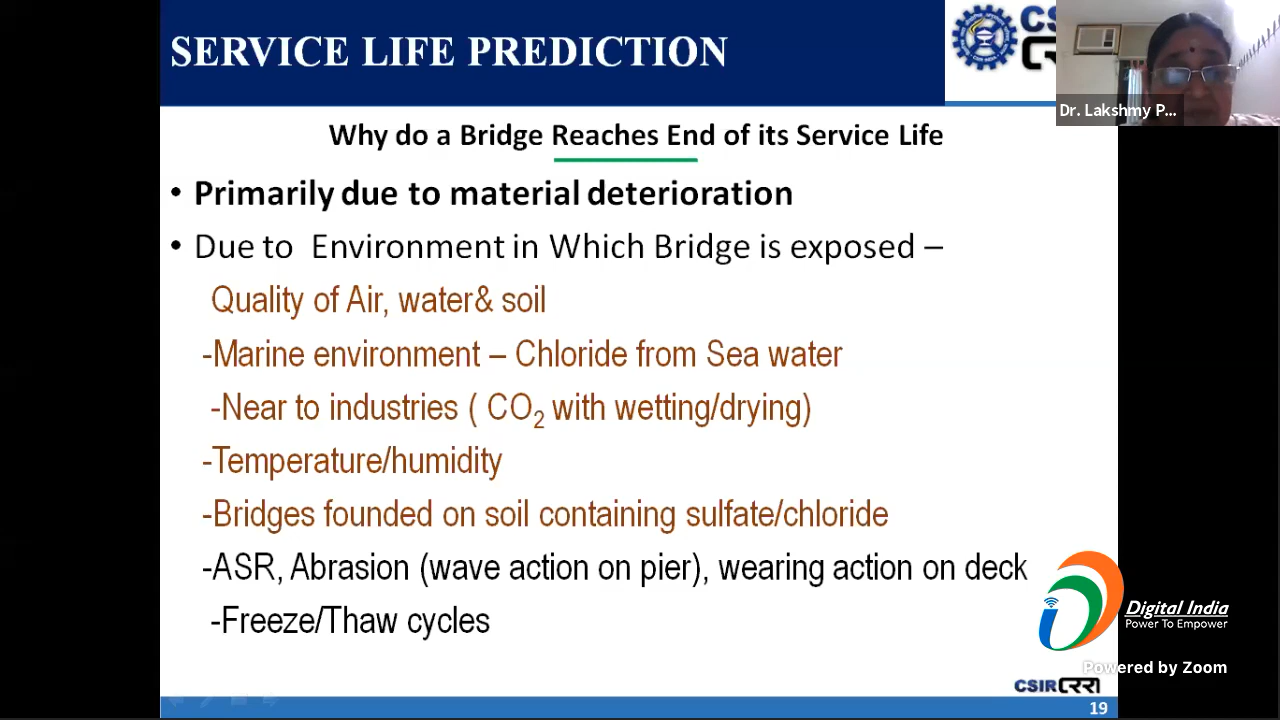 SERVICE LIFE PREDICTION
CS
Dr. Lakshmy P...
Why do a Bridge Reaches End of its Service Life
• Primarily due to material deterioration
• Due to Environment in Which Bridge is exposed –
Quality of Air, water& soil
-Marine environment – Chloride from Sea water
-Near to industries ( CO2 with wetting/drying)
-Temperature/humidity
-Bridges founded on soil containing sulfate/chloride
-ASR, Abrasion (wave action on pier), wearing action on deck
-Freeze/Thaw cycles
Digital India
Power To Empower
Powered by Zoom
CSIR CRRI
19